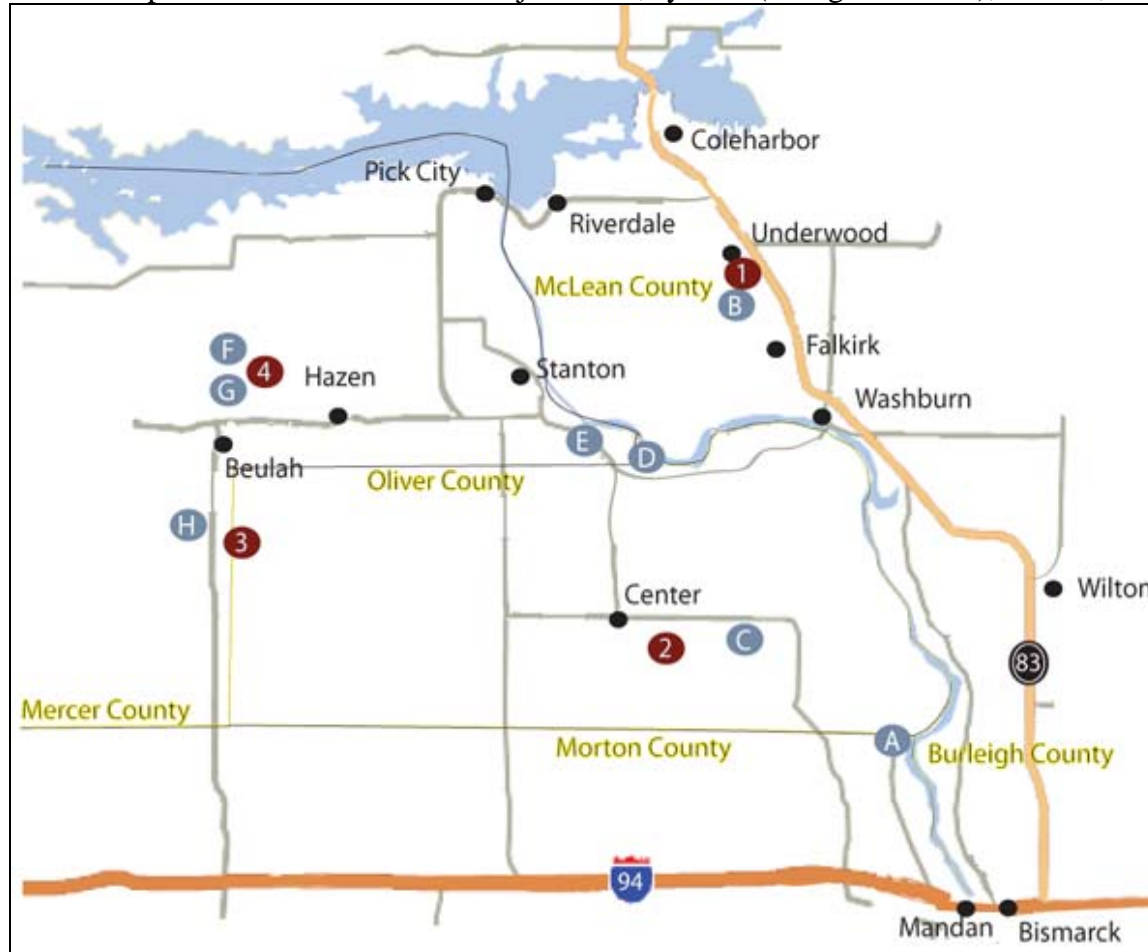 Coleharbor
Pick City
Riverdale
Underwood
1
McLean County
B
Falkirk
F
4
G
Hazen
Stanton
Washburn
E
D
Beulah
Oliver County
H
3
Center
Wilton
2
C
83
Mercer County
A
Morton County
Burleigh County
94
Mandan
Bismarck